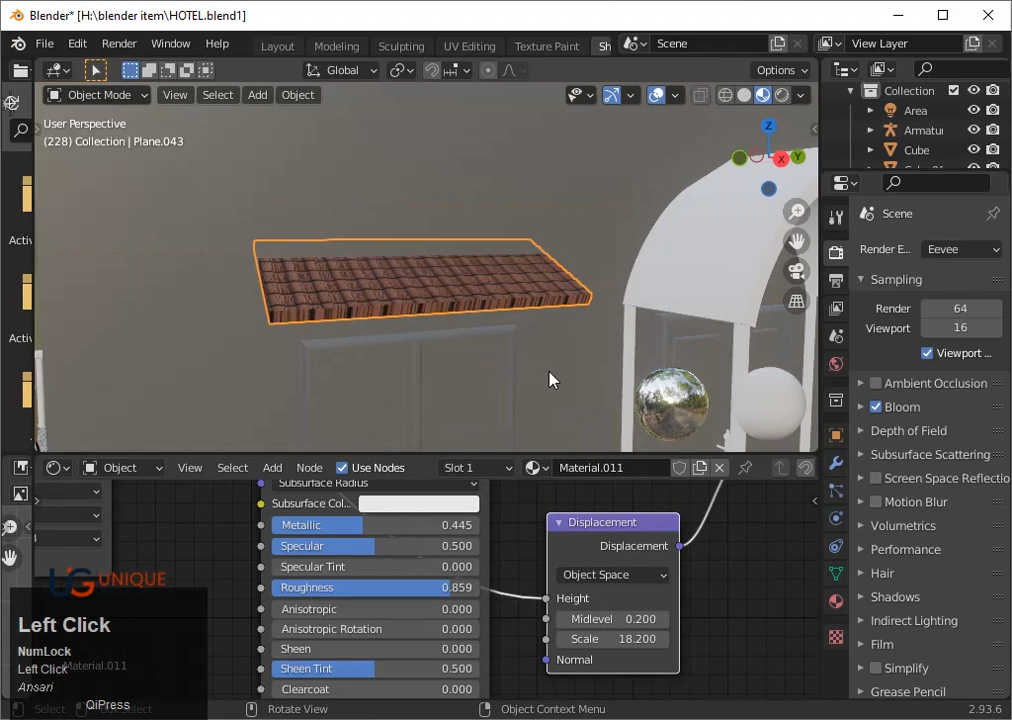 Blender* [H:\blender item\HOTEL.blend1]
File Edit Render Window Help Layout Modeling Sculpting UV Editing Texture Paint Sh Scene View Layer
Global Options
Object Mode View Select Add Object
User Perspective
(228) Collection | Plane.043
Z
X
Y
Collection
Area
Armatur
Cube
Activ
Activ
Scene
Render E... Eevee
Sampling
Render 64
Viewport 16
Viewport ...
Ambient Occlusion
Bloom
Depth of Field
Subsurface Scattering
Screen Space Reflectio
Motion Blur
Volumetrics
Performance
Hair
Shadows
Indirect Lighting
Film
Simplify
Grease Pencil
Object View Select Add Node Use Nodes Slot 1 Material.011
Subsurface Radius
Subsurface Col...
Metallic 0.445
Specular 0.500
Specular Tint 0.000
Roughness 0.859
Anisotropic 0.000
Anisotropic Rotation 0.000
Sheen 0.000
Sheen Tint 0.500
Clearcoat 0.000
Displacement
Displacement
Object Space
Height
Midlevel 0.200
Scale 18.200
Normal
UG UNIQUE
Left Click
NumLock
Left Click
Material.011
Ansari
QiPress
Select Box Select Rotate View Object Context Menu 2.93.6